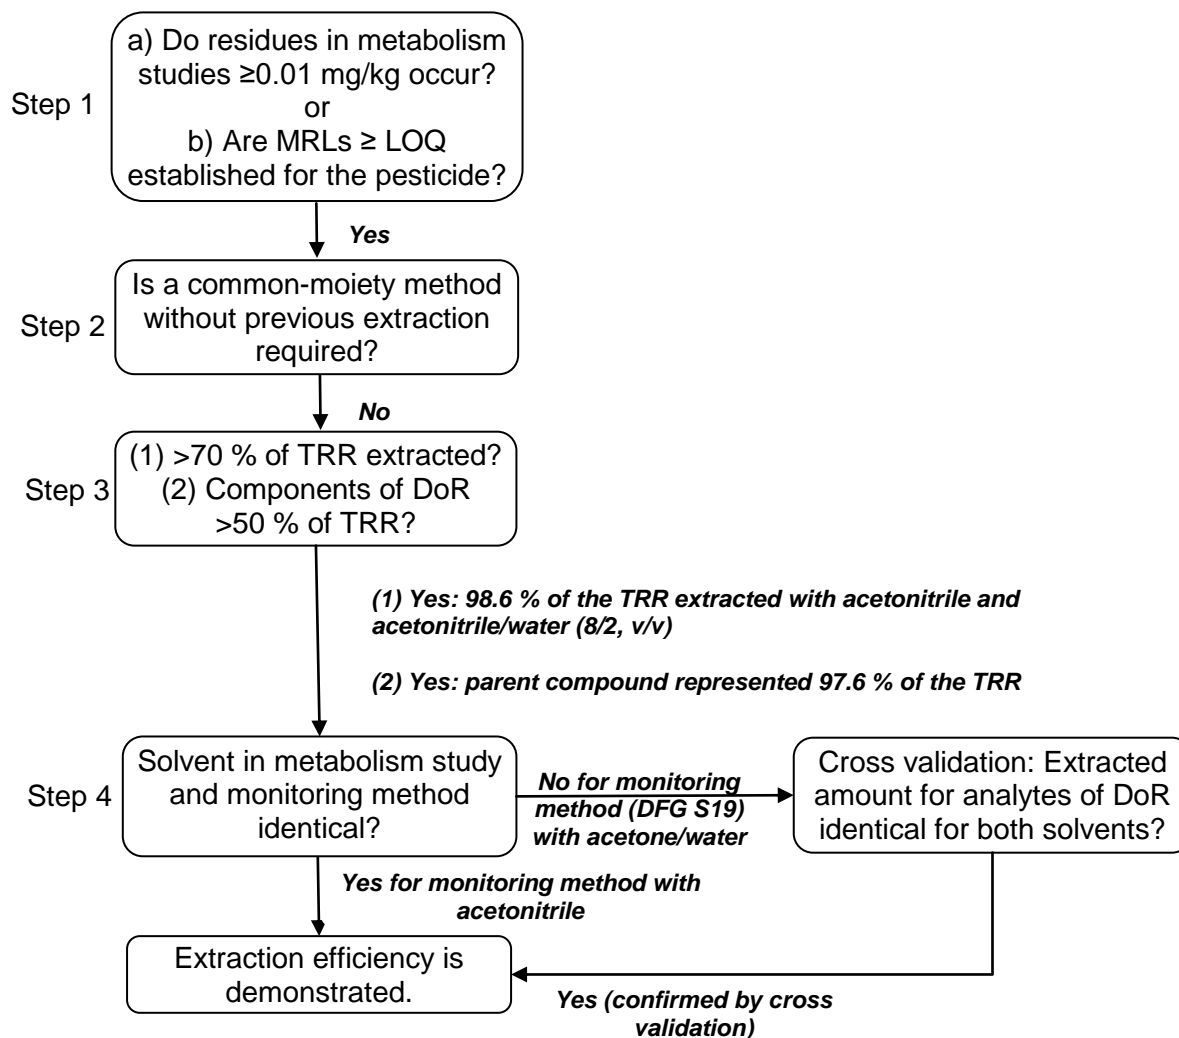 a) Do residues in metabolism
studies ≥0.01 mg/kg occur?
or
b) Are MRLs ≥ LOQ
established for the pesticide?
Step 1
Yes
Is a common-moiety method
without previous extraction
required?
Step 2
No
(1) >70 % of TRR extracted?
(2) Components of DoR
>50 % of TRR?
Step 3
(1) Yes: 98.6 % of the TRR extracted with acetonitrile and
acetonitrile/water (8/2, v/v)
(2) Yes: parent compound represented 97.6 % of the TRR
Step 4
Solvent in metabolism study
and monitoring method
identical?
No for monitoring
method (DFG S19)
with acetone/water
Cross validation: Extracted
amount for analytes of DoR
identical for both solvents?
Yes for monitoring method with
acetonitrile
Extraction efficiency is
demonstrated.
Yes (confirmed by cross
validation)